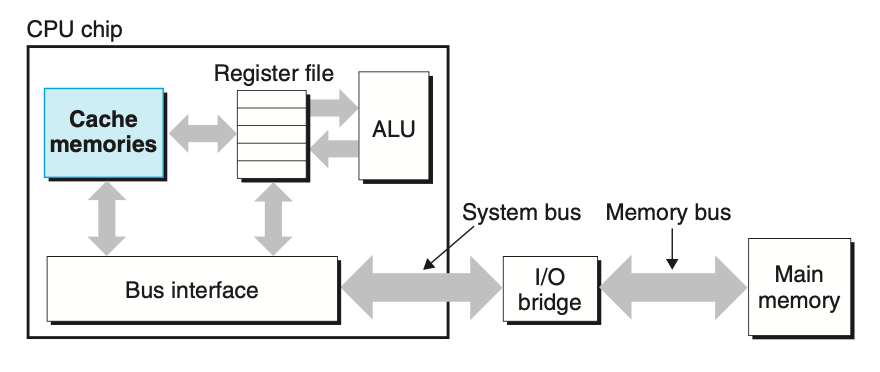 CPU chip
Register file
Cache
memories
ALU
System bus
Memory bus
Bus interface
I/O
bridge
Main
memory